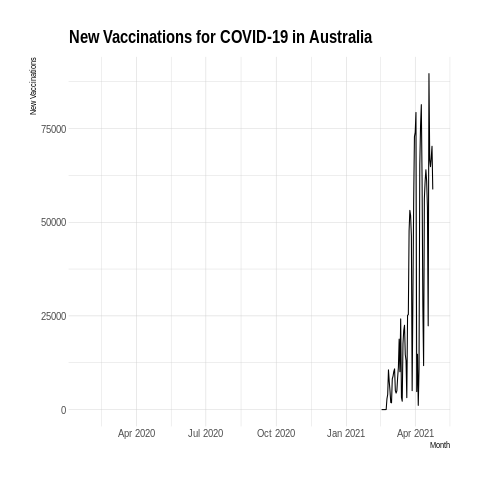 New Vaccinations for COVID-19 in Australia
New Vaccinations
75000
50000
25000
0
Apr 2020 Jul 2020 Oct 2020 Jan 2021 Apr 2021
Month